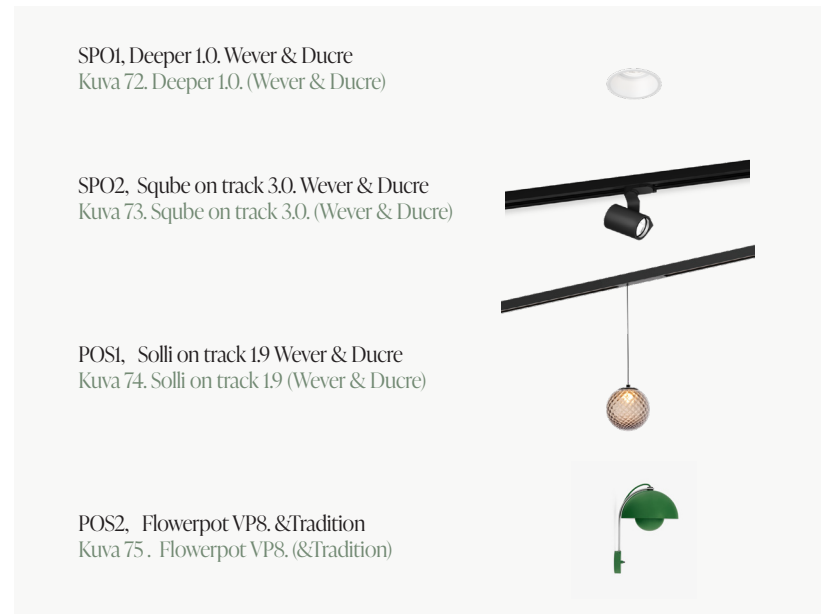 SPO1, Deeper 1.0. Wever & Ducre
Kuva 72. Deeper 1.0. (Wever & Ducre)
SPO2, Sqube on track 3.0. Wever & Ducre
Kuva 73. Sqube on track 3.0. (Wever & Ducre)
POS1, Solli on track 1.9 Wever & Ducre
Kuva 74. Solli on track 1.9 (Wever & Ducre)
POS2, Flowerpot VP8. &Tradition
Kuva 75 . Flowerpot VP8. (&Tradition)